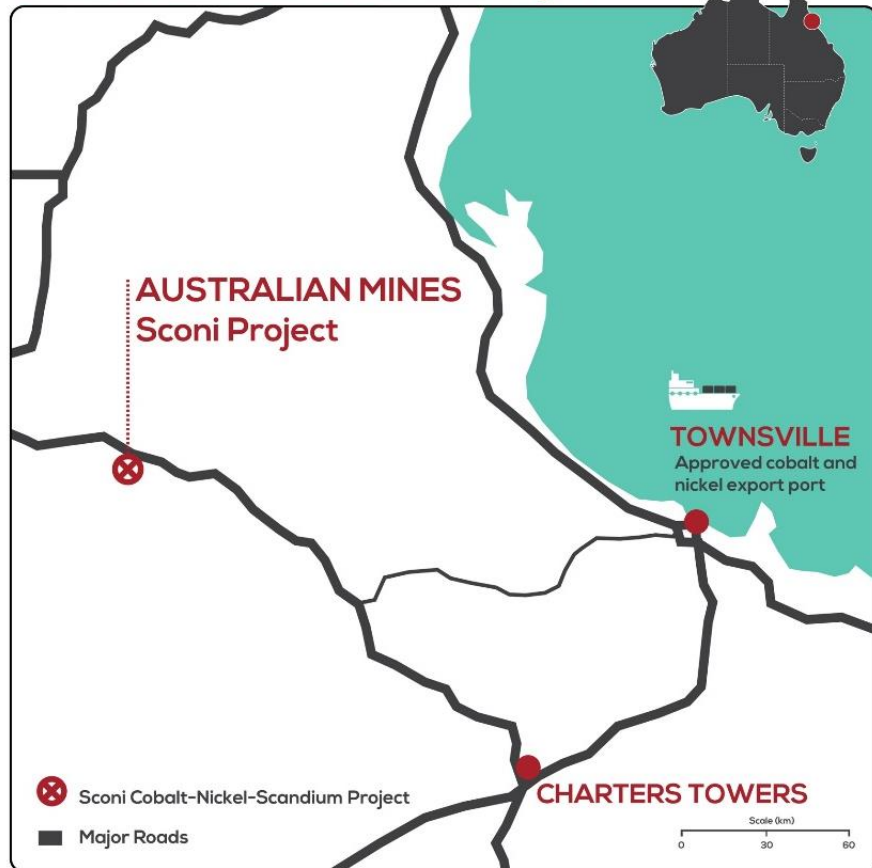 AUSTRALIAN MINES
Sconi Project
TOWNSVILLE
Approved cobalt and
nickel export port
CHARTERS TOWERS
Sconi Cobalt-Nickel-Scandium Project
Major Roads
Scale (km)
0 30 60